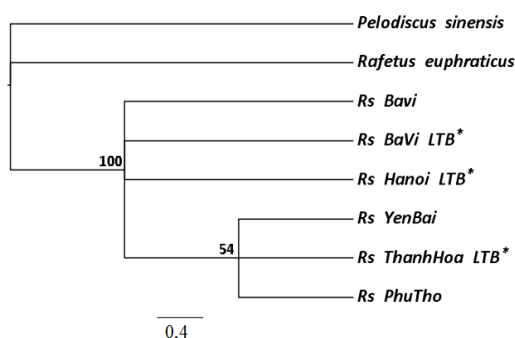 Pelodiscus sinensis
Rafetus euphraticus
Rs Bavi
100
Rs BaVi LTB*
Rs Hanoi LTB*
Rs YenBai
54
Rs ThanhHoa LTB*
Rs PhuTho
0.4